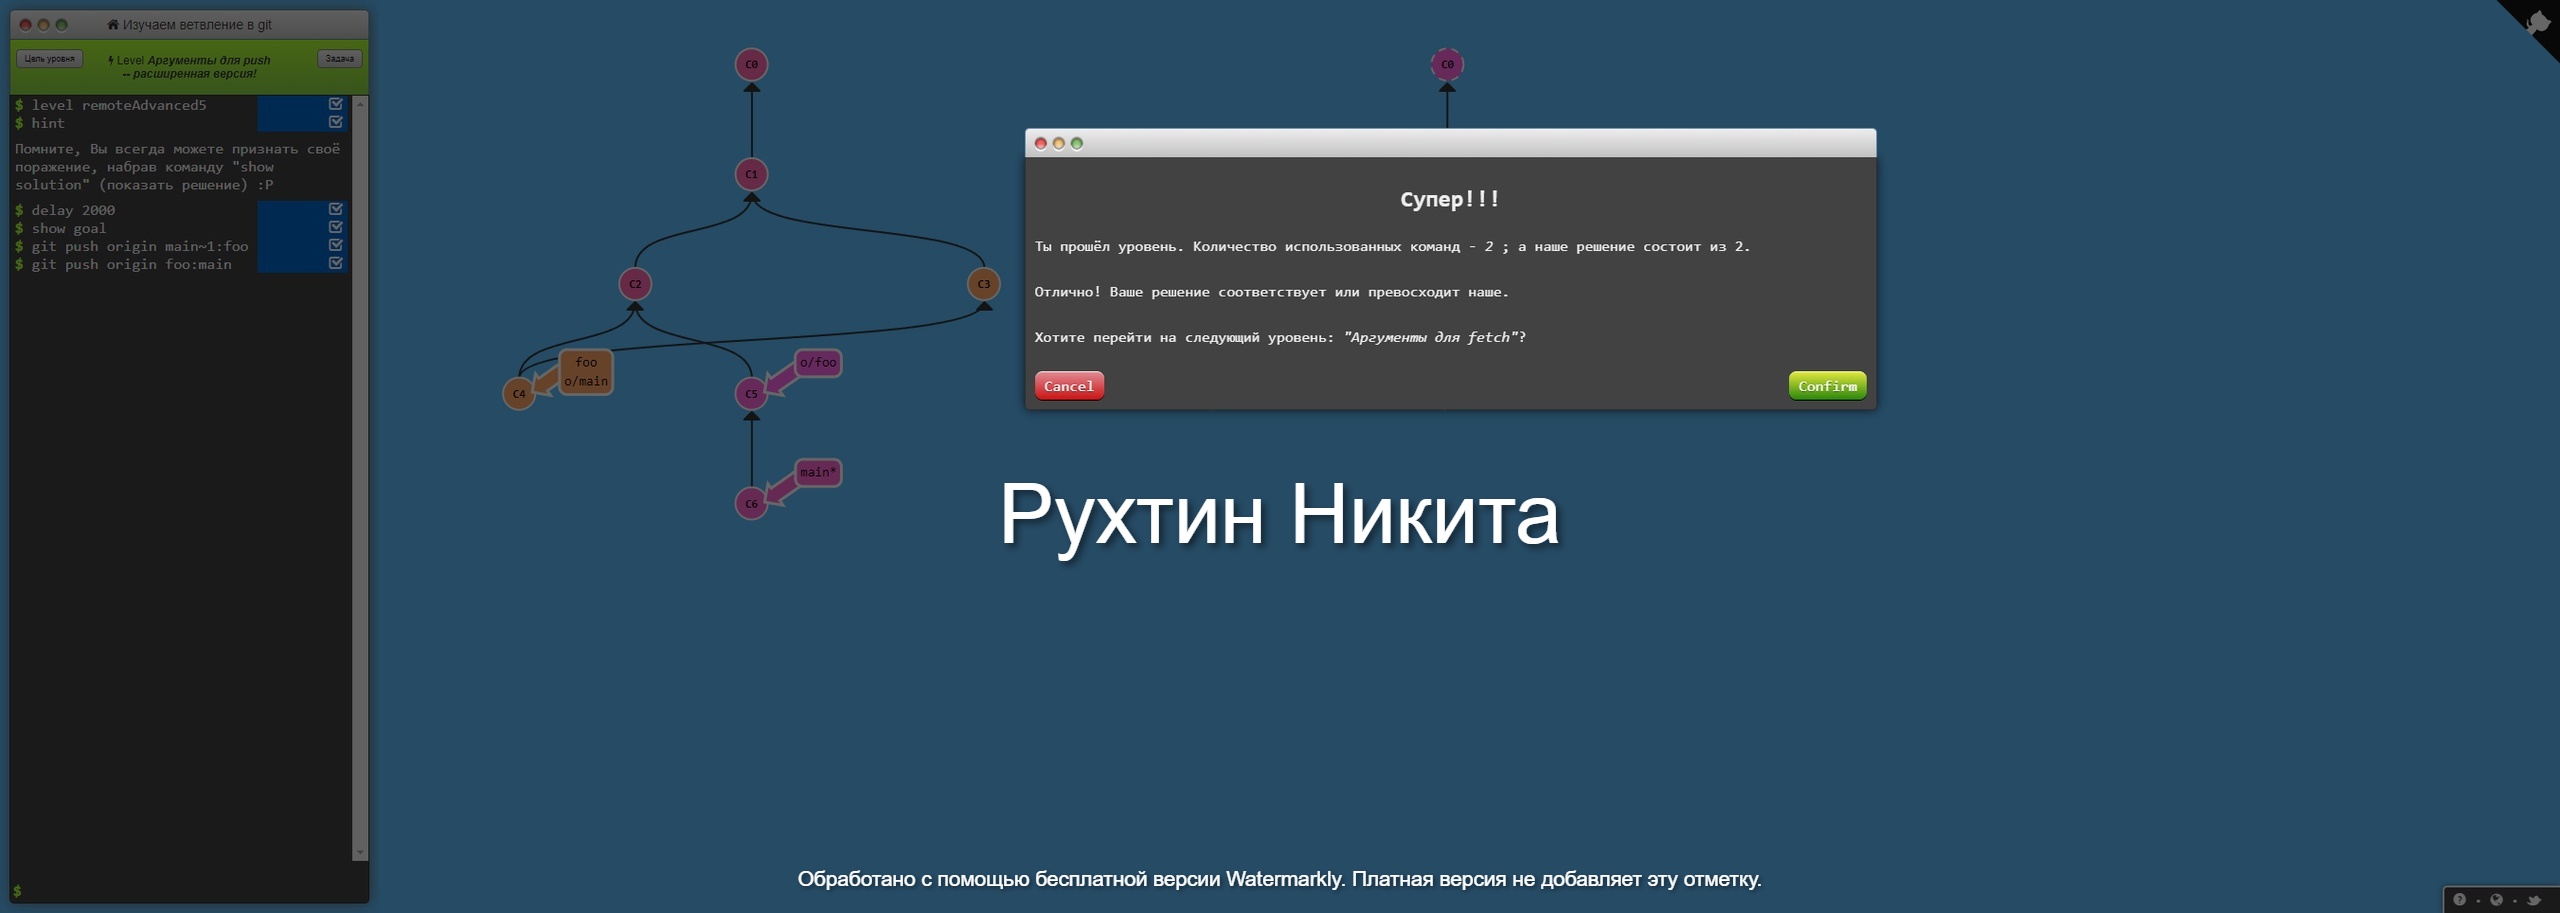 Изучаем ветвление в git
Цель уровня
Level Аргументы для push
-- расширенная версия!
Задача
$ level remoteAdvanced5
$ hint
Помните, Вы всегда можете признать своё
поражение, набрав команду "show
solution" (показать решение) :P
$ delay 2000
$ show goal
$ git push origin main~1:foo
$ git push origin foo:main
$
C0
C1
C2
C3
foo
o/main
C4
o/foo
C5
main*
C6
C0
Супер!!!
Ты прошёл уровень. Количество использованных команд - 2 ; а наше решение состоит из 2.
Отлично! Ваше решение соответствует или превосходит наше.
Хотите перейти на следующий уровень: "Аргументы для fetch"?
Cancel
Confirm
Рухтин Никита
Обработано с помощью бесплатной версии Watermarkly. Платная версия не добавляет эту отметку.